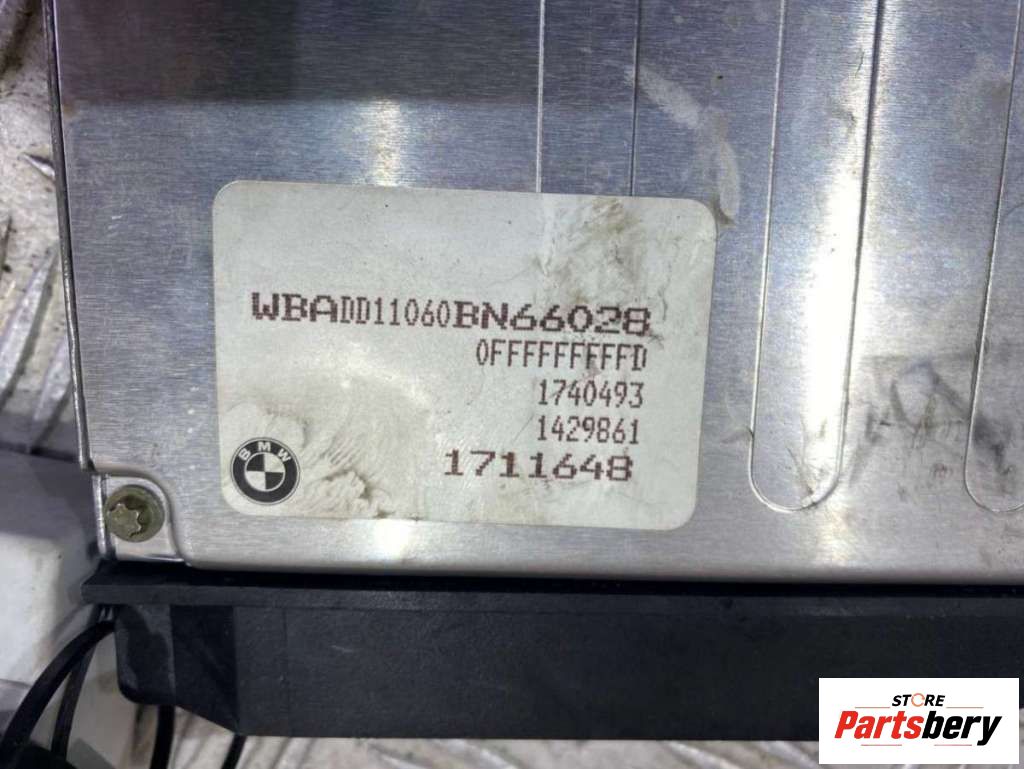 WBADD11060BN66028
0FFFFFFFFFD
1740493
1429861
1711648
BMW
STORE
Partsbery